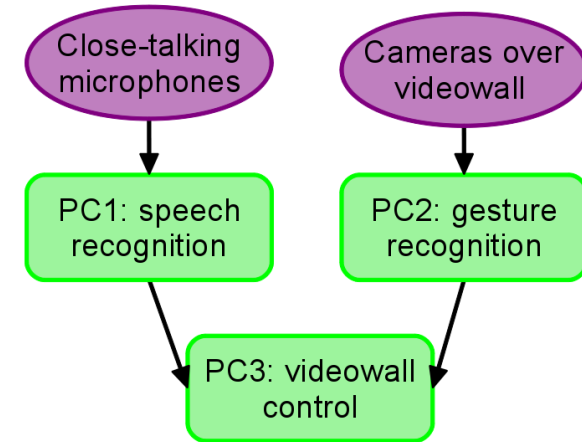 Close-talking
microphones
Cameras over
videowall
PC1: speech
recognition
PC2: gesture
recognition
PC3: videowall
control